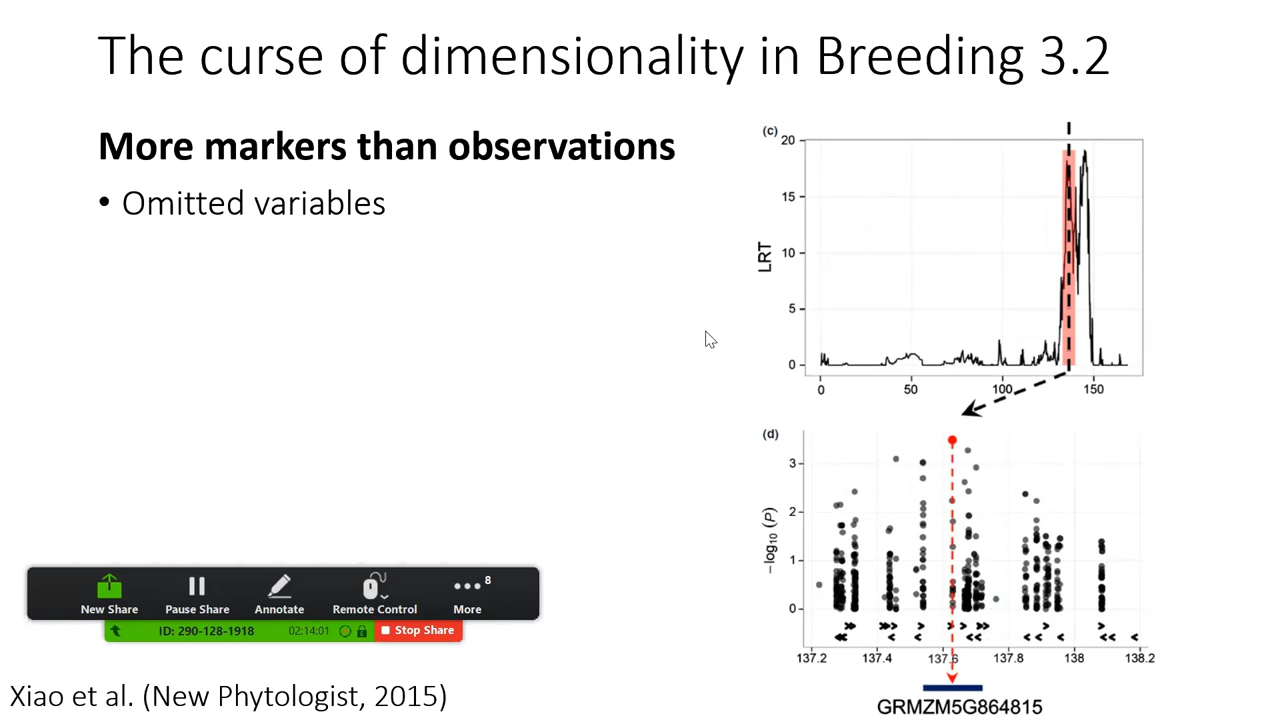 The curse of dimensionality in Breeding 3.2
More markers than observations
• Omitted variables
(c)
20
15
10
5
0
LRT
0 50 100 150
(d)
3
2
1
0
−log10 (P)
137.2 137.4 137.6 137.8 138 138.2
GRMZM5G864815
8
New Share Pause Share Annotate Remote Control More
ID: 290-128-1918 02:14:01 Stop Share
Xiao et al. (New Phytologist, 2015)